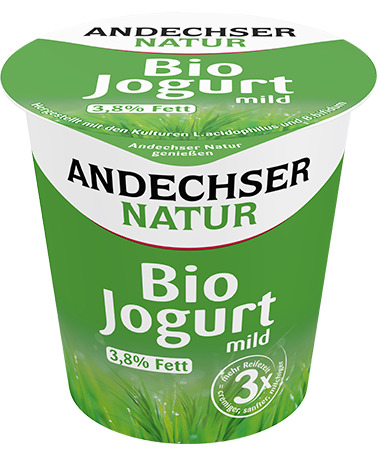 ANDECHSER
NATUR
Bio
Jogurt
mild
3,8% Fett
Hergestellt mit den Kulturen L. acidophilus und B. bifidum
Andechser Natur
genießen
ANDECHSER
NATUR
Bio
Jogurt
mild
3,8% Fett
= mehr Reifezeit
3x
cremiger, sanfter, milchiger